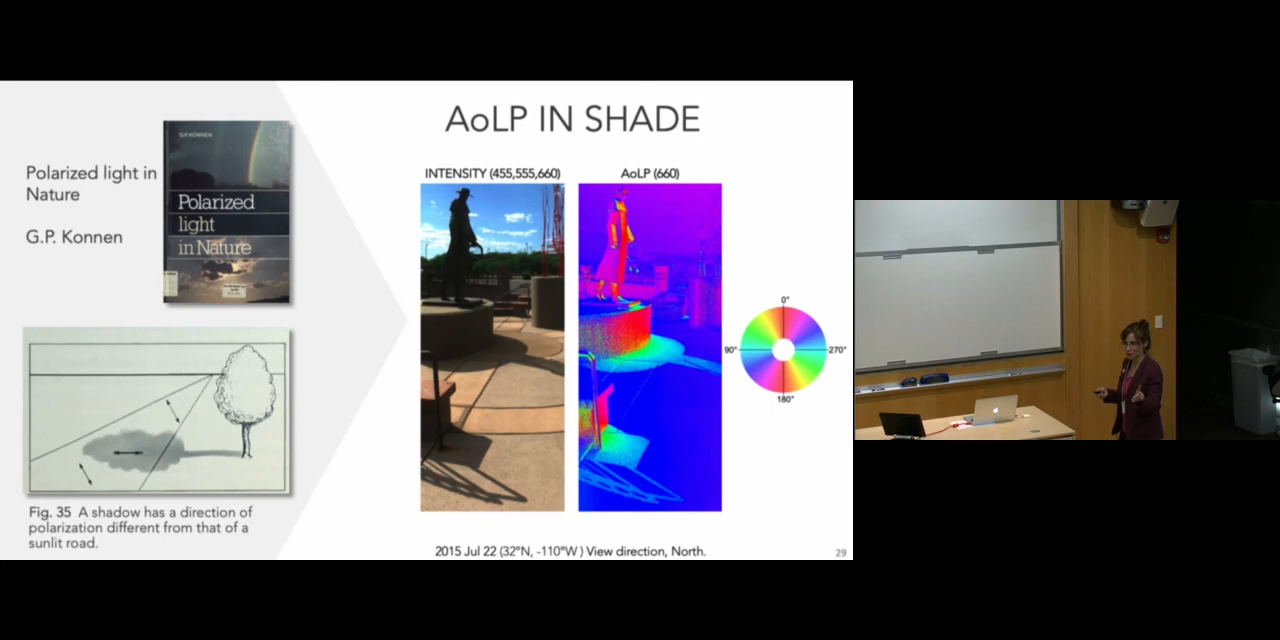 AoLP IN SHADE
Polarized light in
Nature
G.P. Konnen
G.P. KONNEN
Polarized
light
in Nature
Fig. 35 A shadow has a direction of
polarization different from that of a
sunlit road.
INTENSITY (455,555,660)
AoLP (660)
0°
90°
270°
180°
2015 Jul 22 (32°N, -110°W ) View direction, North.
29